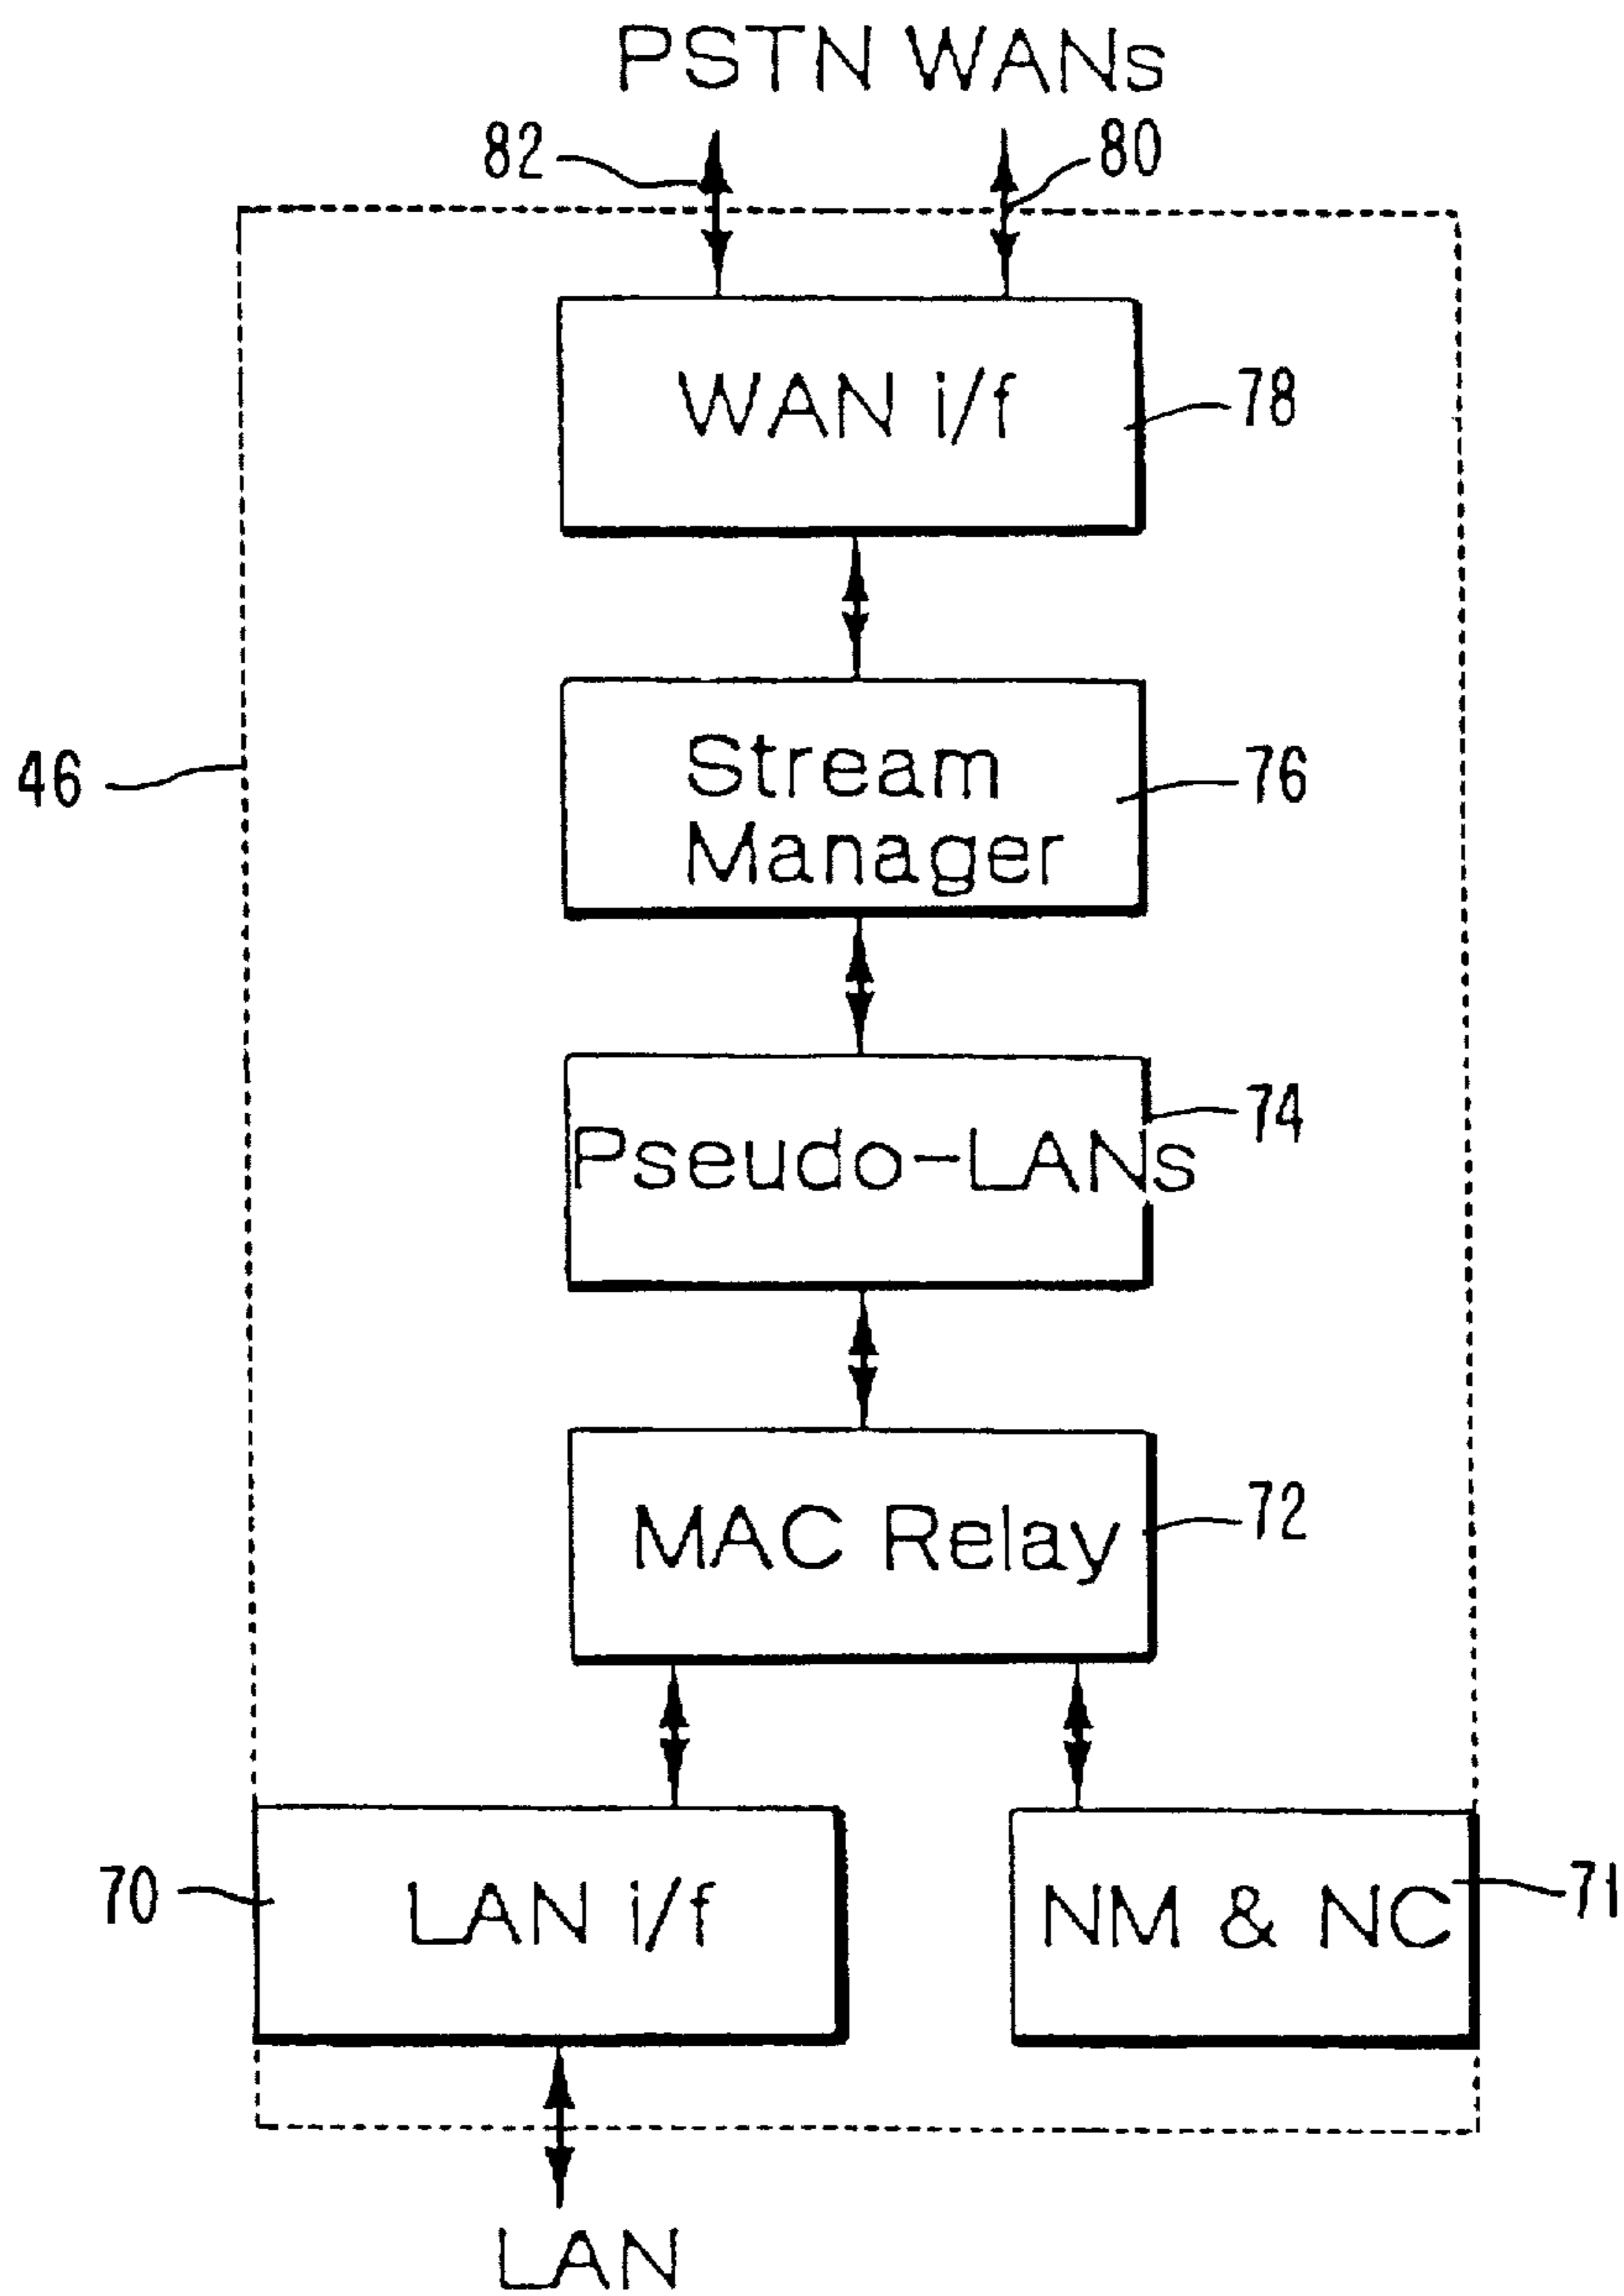 PSTN WANs
82
80
WAN i/f
78
Stream
Manager
76
46
Pseudo-LANs
74
MAC Relay
72
70
LAN i/f
NM & NC
71
LAN